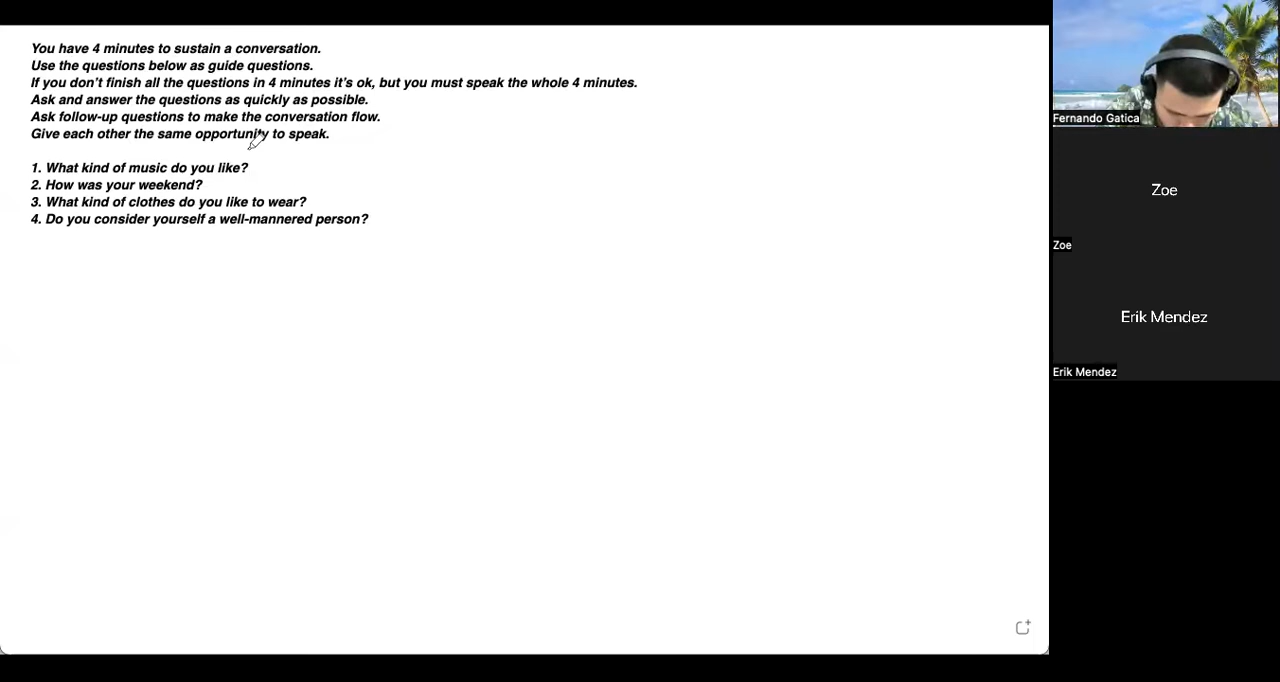 You have 4 minutes to sustain a conversation.
Use the questions below as guide questions.
If you don't finish all the questions in 4 minutes it's ok, but you must speak the whole 4 minutes.
Ask and answer the questions as quickly as possible.
Ask follow-up questions to make the conversation flow.
Give each other the same opportunity to speak.
1. What kind of music do you like?
2. How was your weekend?
3. What kind of clothes do you like to wear?
4. Do you consider yourself a well-mannered person?
Fernando Gatica
Zoe
Zoe
Erik Mendez
Erik Mendez